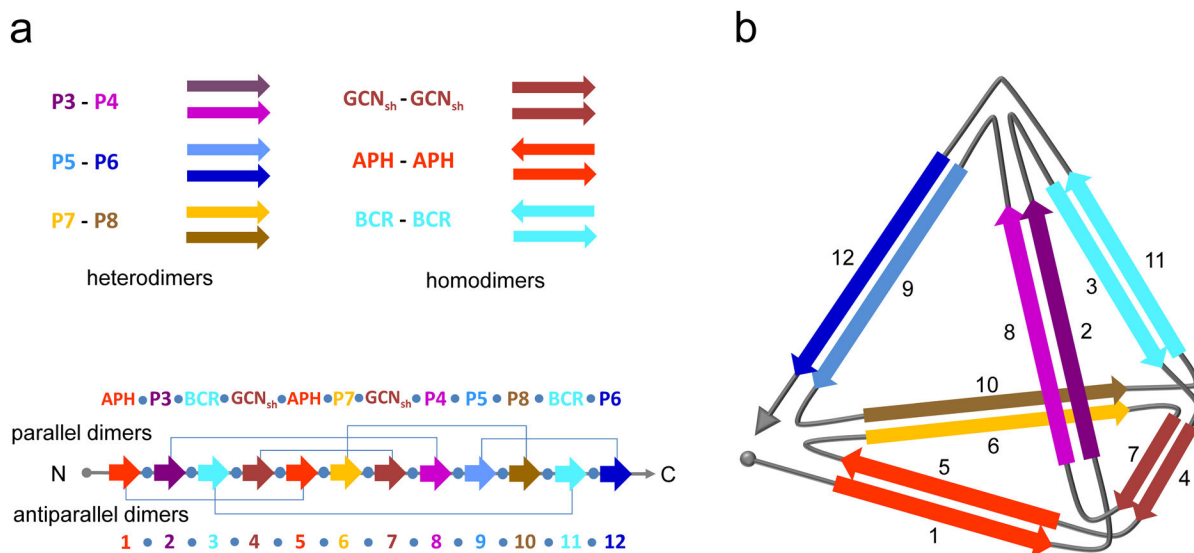 a
b
P3 - P4
P5 - P6
P7 - P8
heterodimers
GCNsh-GCNsh
APH - APH
BCR - BCR
homodimers
APH•P3•BCR•GCNsh•APH•P7•GCNsh•P4•P5•P8•BCR•P6
parallel dimers
N
C
antiparallel dimers
1•2•3•4•5•6•7•8•9•10•11•12
12
9
8
2
3
11
10
6
7
4
5
1